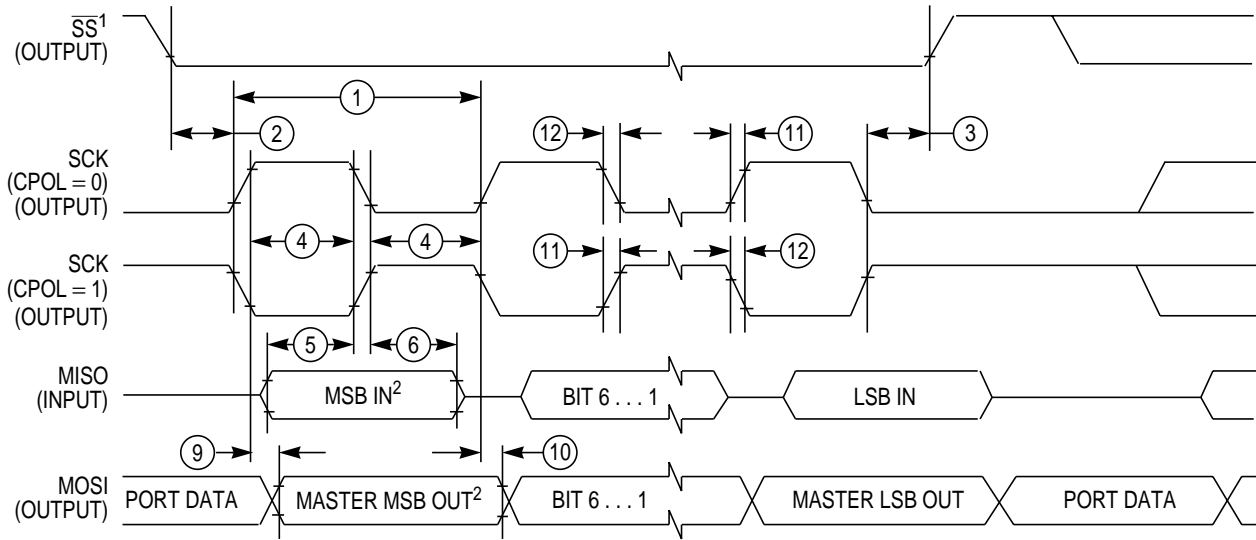 SS¹
(OUTPUT)
1
2
12
11
3
SCK
(CPOL = 0)
(OUTPUT)
4
4
11
12
SCK
(CPOL = 1)
(OUTPUT)
5
6
MISO
(INPUT)
MSB IN²
BIT 6 . . . 1
LSB IN
9
10
MOSI
(OUTPUT)
PORT DATA
MASTER MSB OUT²
BIT 6 . . . 1
MASTER LSB OUT
PORT DATA